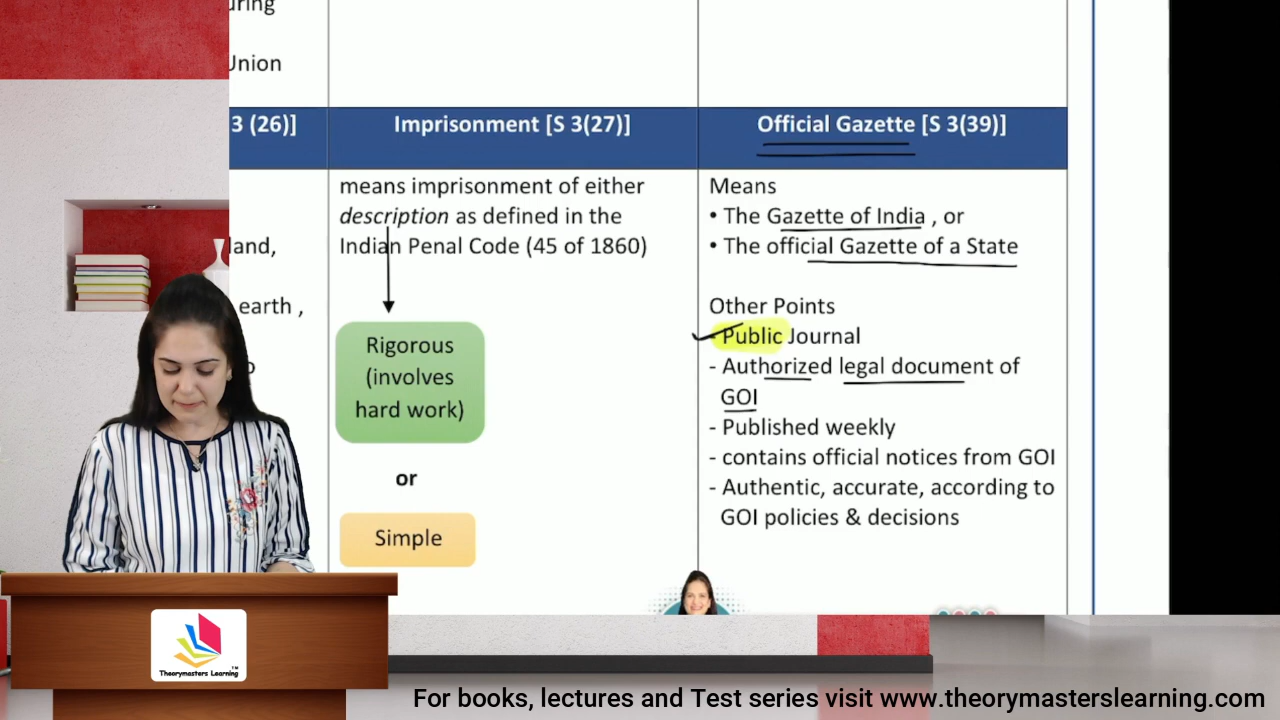 uring
Union
3 (26)]
Imprisonment [S 3(27)]
Official Gazette [S 3(39)]
land,
earth ,
means imprisonment of either
description as defined in the
Indian Penal Code (45 of 1860)
Rigorous
(involves
hard work)
or
Simple
Means
• The Gazette of India , or
• The official Gazette of a State
Other Points
- Public Journal
- Authorized legal document of
GOI
- Published weekly
- contains official notices from GOI
- Authentic, accurate, according to
GOI policies & decisions
Theorymasters Learning™
For books, lectures and Test series visit www.theorymasterslearning.com